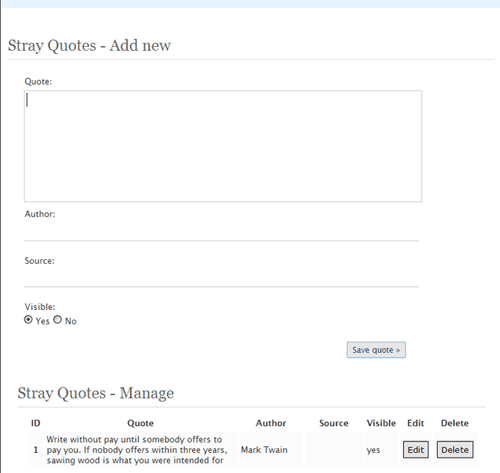 Stray Quotes - Add new
Quote:
Author:
Source:
Visible:
Yes No
Save quote »
Stray Quotes - Manage
ID Quote Author Source Visible Edit Delete
Write without pay until somebody offers to
1 pay you. If nobody offers within three years, Mark Twain yes Edit Delete
sawing wood is what you were intended for